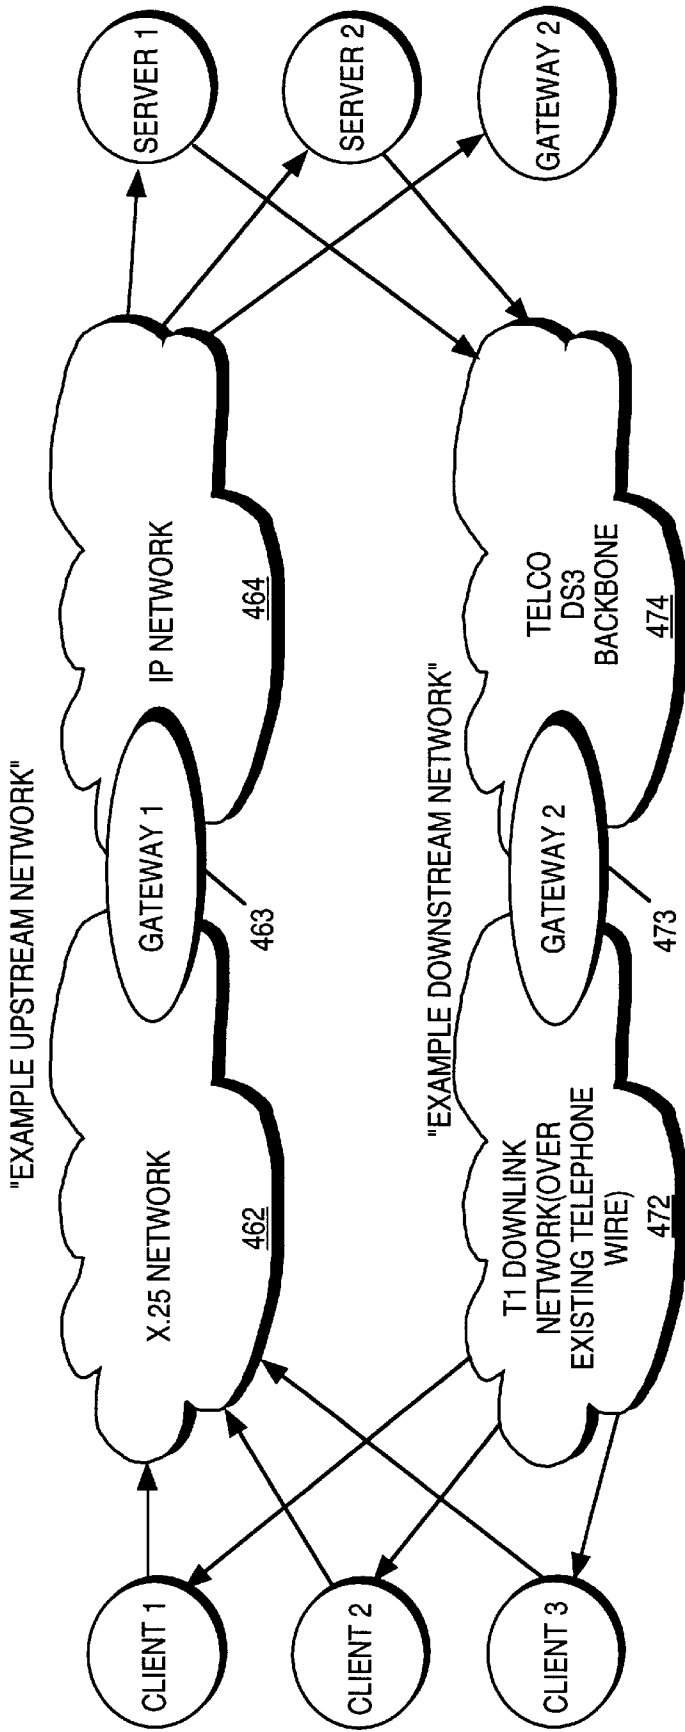 "EXAMPLE UPSTREAM NETWORK"
CLIENT 1
CLIENT 2
CLIENT 3
X.25 NETWORK
462
GATEWAY 1
463
IP NETWORK
464
SERVER 1
SERVER 2
GATEWAY 2
"EXAMPLE DOWNSTREAM NETWORK"
T1 DOWNLINK
NETWORK(OVER
EXISTING TELEPHONE
WIRE)
472
GATEWAY 2
473
TELCO
DS3
BACKBONE
474